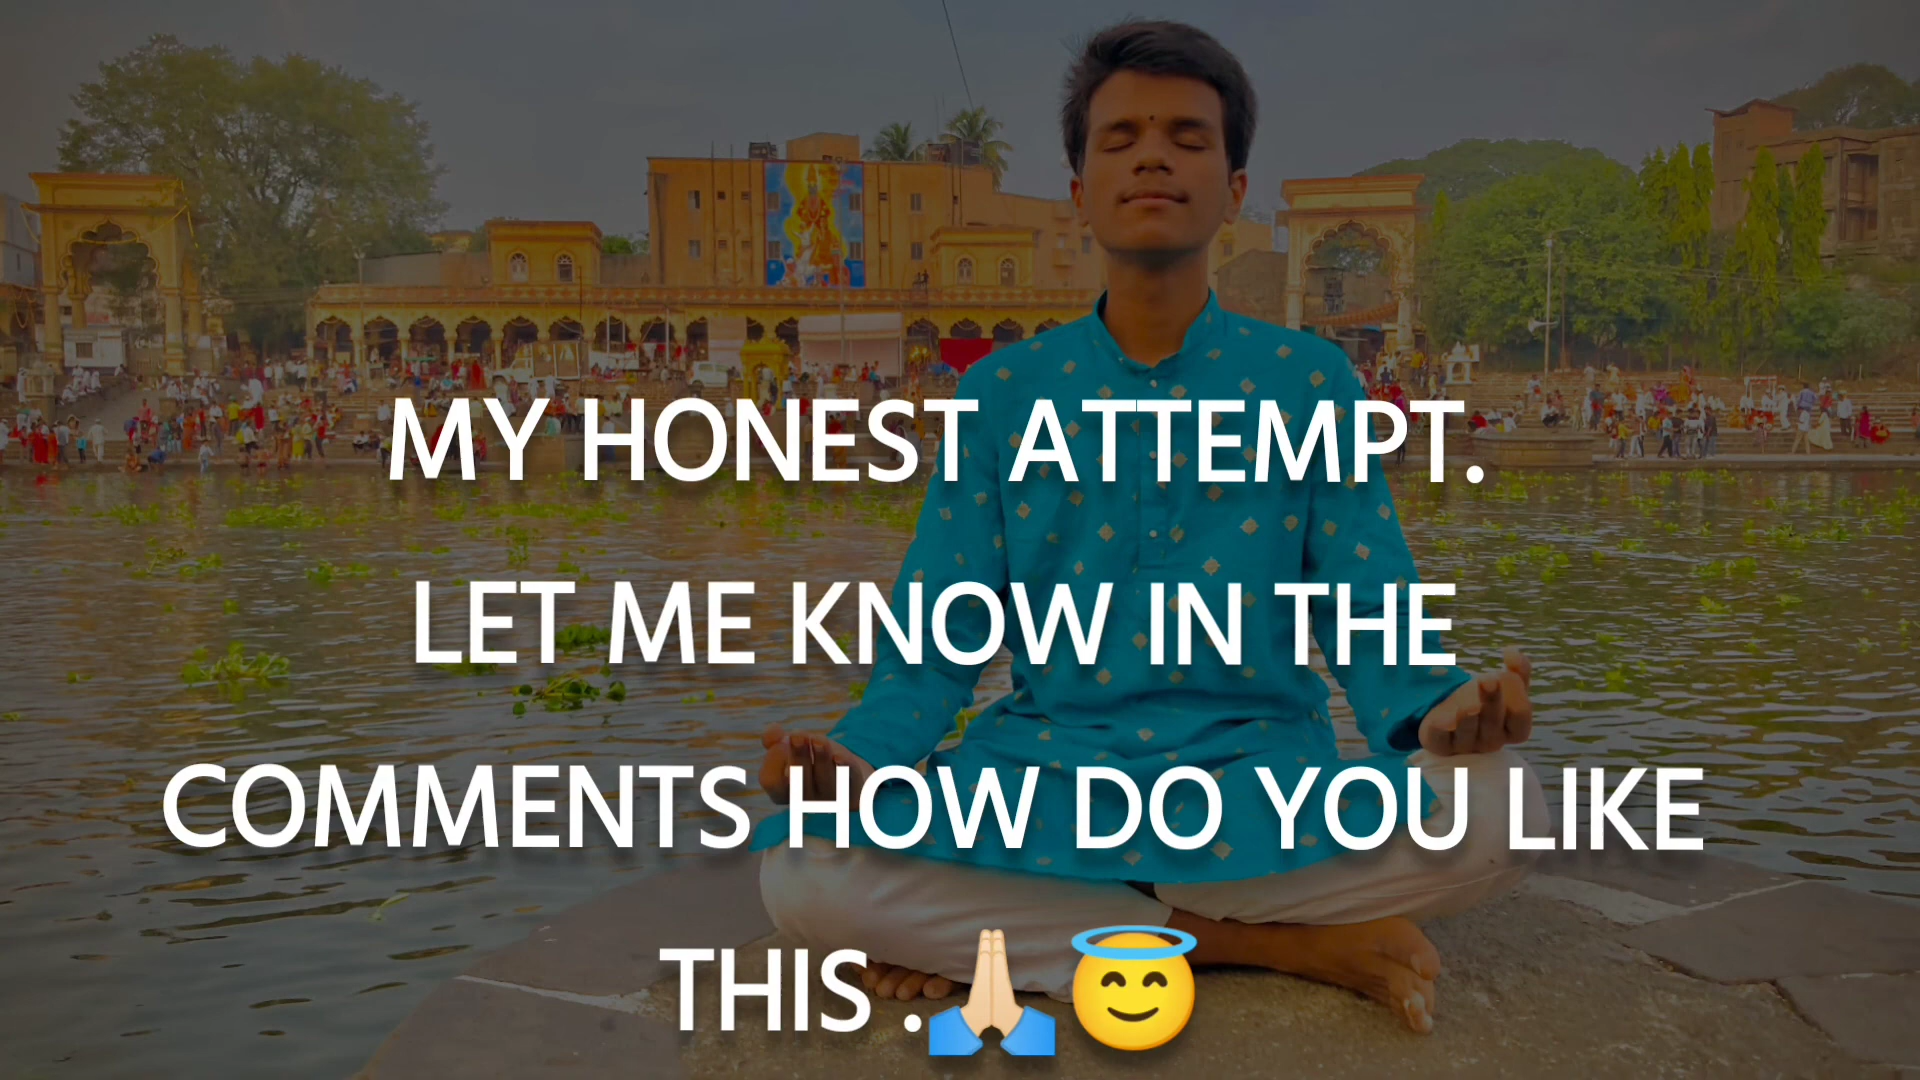 MY HONEST ATTEMPT.
LET ME KNOW IN THE
COMMENTS HOW DO YOU LIKE
THIS .🙏🏻😇